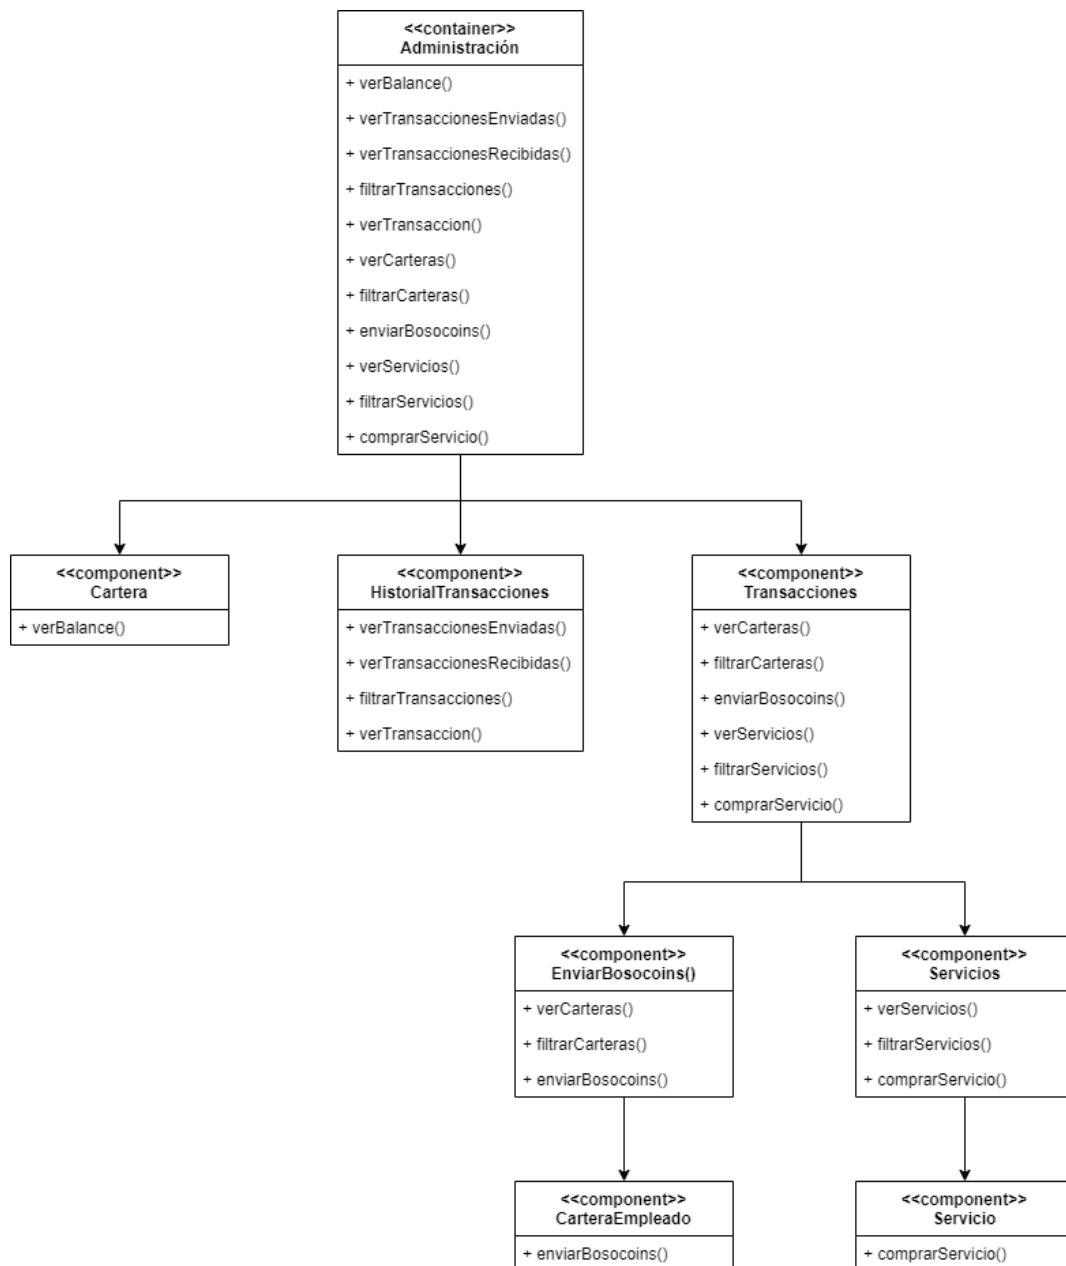 <<container>>
Administración
+ verBalance()
+ verTransaccionesEnviadas()
+ verTransaccionesRecibidas()
+ filtrarTransacciones()
+ verTransaccion()
+ verCarteras()
+ filtrarCarteras()
+ enviarBosocoins()
+ verServicios()
+ filtrarServicios()
+ comprarServicio()
<<component>>
Cartera
+ verBalance()
<<component>>
HistorialTransacciones
+ verTransaccionesEnviadas()
+ verTransaccionesRecibidas()
+ filtrarTransacciones()
+ verTransaccion()
<<component>>
Transacciones
+ verCarteras()
+ filtrarCarteras()
+ enviarBosocoins()
+ verServicios()
+ filtrarServicios()
+ comprarServicio()
<<component>>
EnviarBosocoins()
+ verCarteras()
+ filtrarCarteras()
+ enviarBosocoins()
<<component>>
Servicios
+ verServicios()
+ filtrarServicios()
+ comprarServicio()
<<component>>
CarteraEmpleado
+ enviarBosocoins()
<<component>>
Servicio
+ comprarServicio()